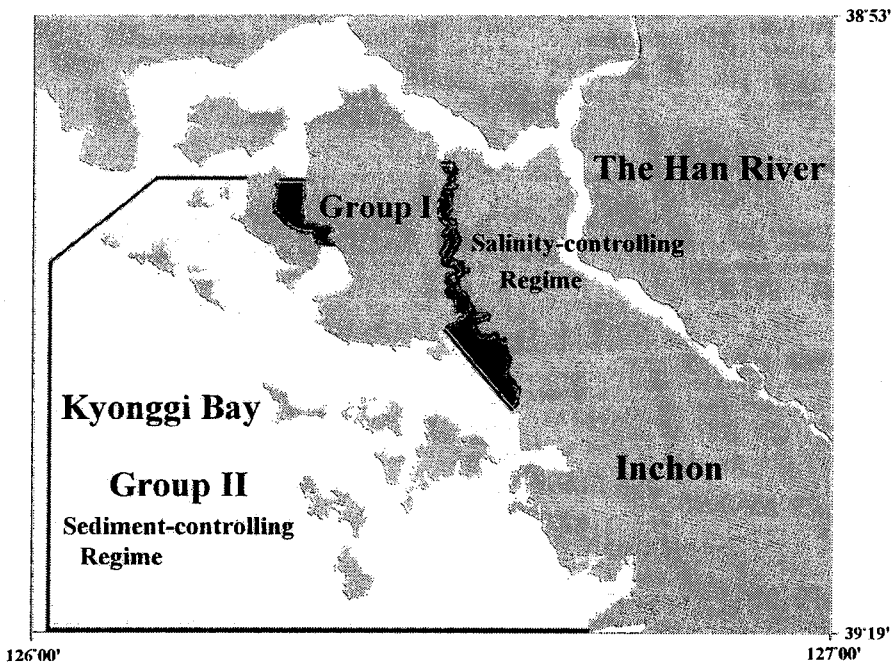 38°53'
The Han River
Group I
Salinity-controlling
Regime
Kyonggi Bay
Inchon
Group II
Sediment-controlling
Regime
39°19'
126°00'
127°00'